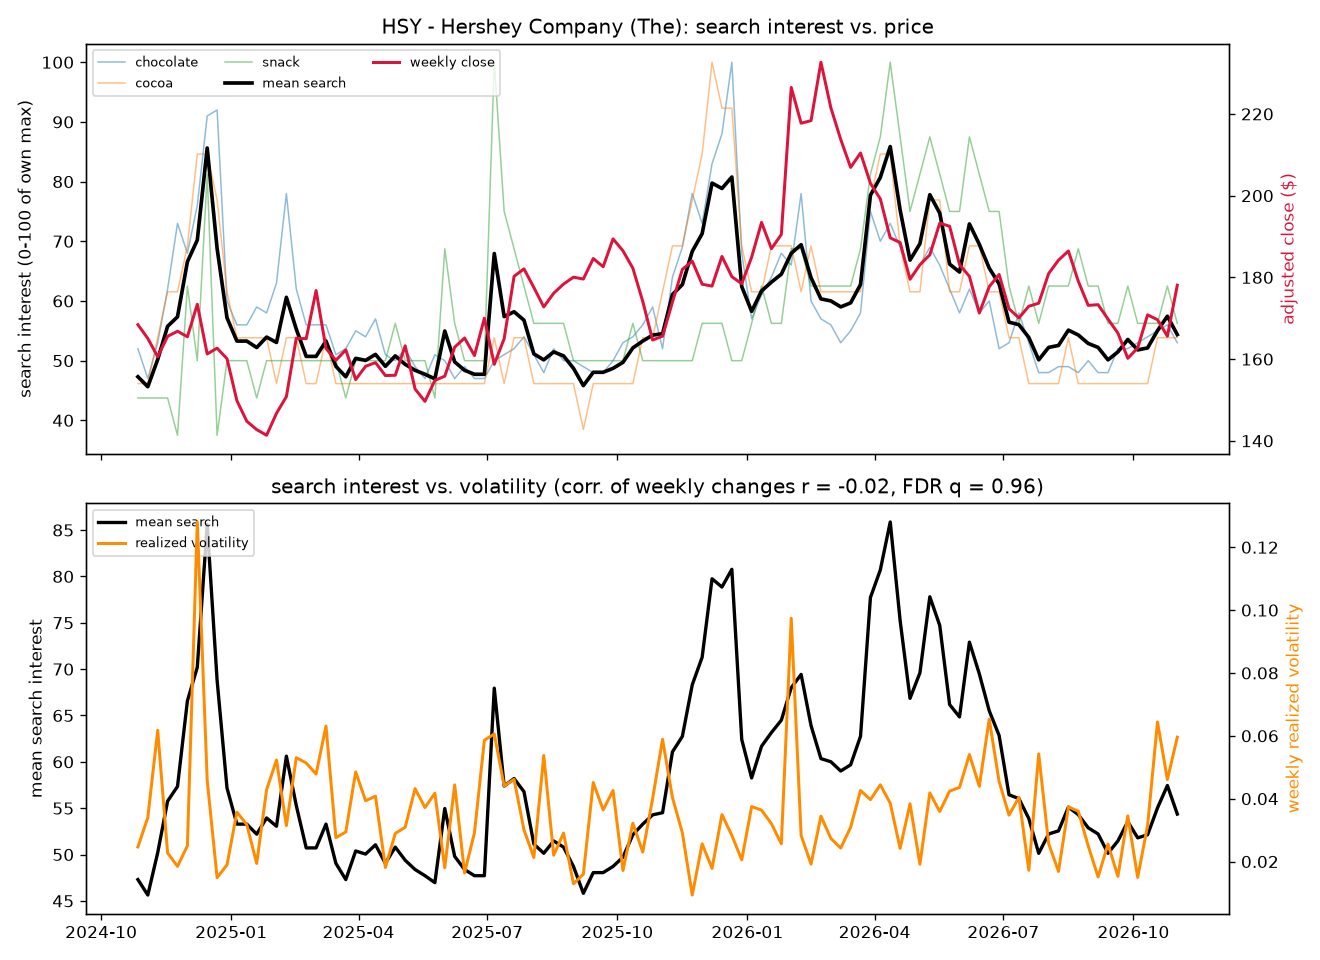 HSY - Hershey Company (The): search interest vs. price
chocolate
cocoa
snack
mean search
weekly close
100
90
80
70
60
50
40
search interest (0-100 of own max)
220
200
180
160
140
adjusted close ($)
search interest vs. volatility (corr. of weekly changes r = -0.02, FDR q = 0.96)
mean search
realized volatility
85
80
75
70
65
60
55
50
45
mean search interest
0.12
0.10
0.08
0.06
0.04
0.02
weekly realized volatility
2024-10 2025-01 2025-04 2025-07 2025-10 2026-01 2026-04 2026-07 2026-10